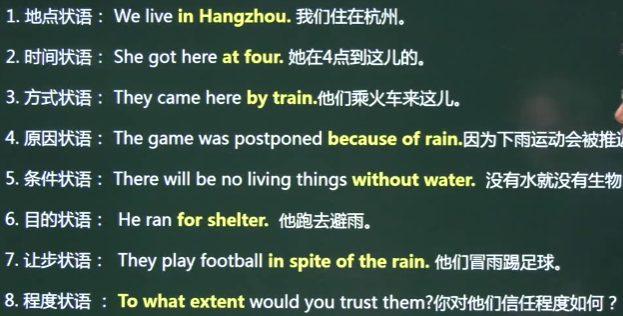 1. 地点状语： We live in Hangzhou. 我们住在杭州。
2. 时间状语：She got here at four. 她在4点到这儿的。
3. 方式状语：They came here by train.他们乘火车来这儿。
4. 原因状语：The game was postponed because of rain.因为下雨运动会被推
5. 条件状语：There will be no living things without water. 没有水就没有生物
6. 目的状语： He ran for shelter. 他跑去避雨。
7. 让步状语： They play football in spite of the rain. 他们冒雨踢足球。
8. 程度状语 ： To what extent would you trust them?你对他们信任程度如何？